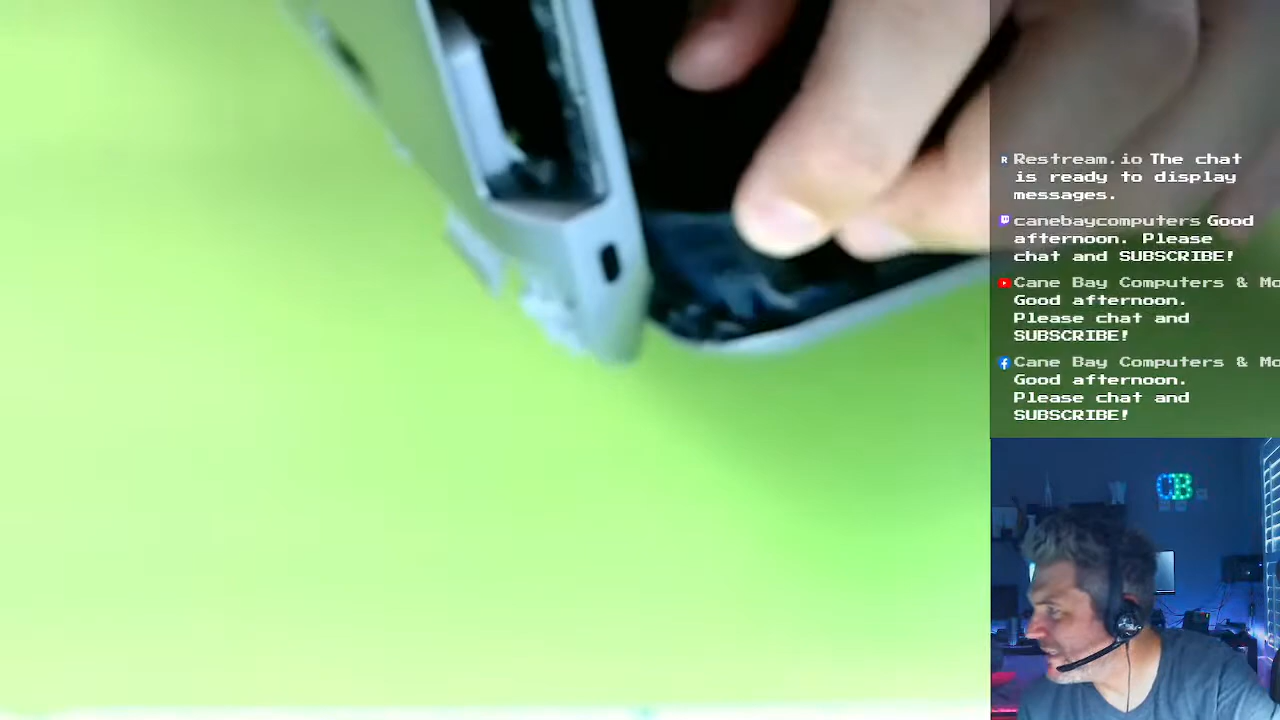 Restream.io The chat
is ready to display
messages.
canebaycomputers Good
afternoon. Please
chat and SUBSCRIBE!
Cane Bay Computers & Mo
Good afternoon.
Please chat and
SUBSCRIBE!
Cane Bay Computers & Mo
Good afternoon.
Please chat and
SUBSCRIBE!
CB